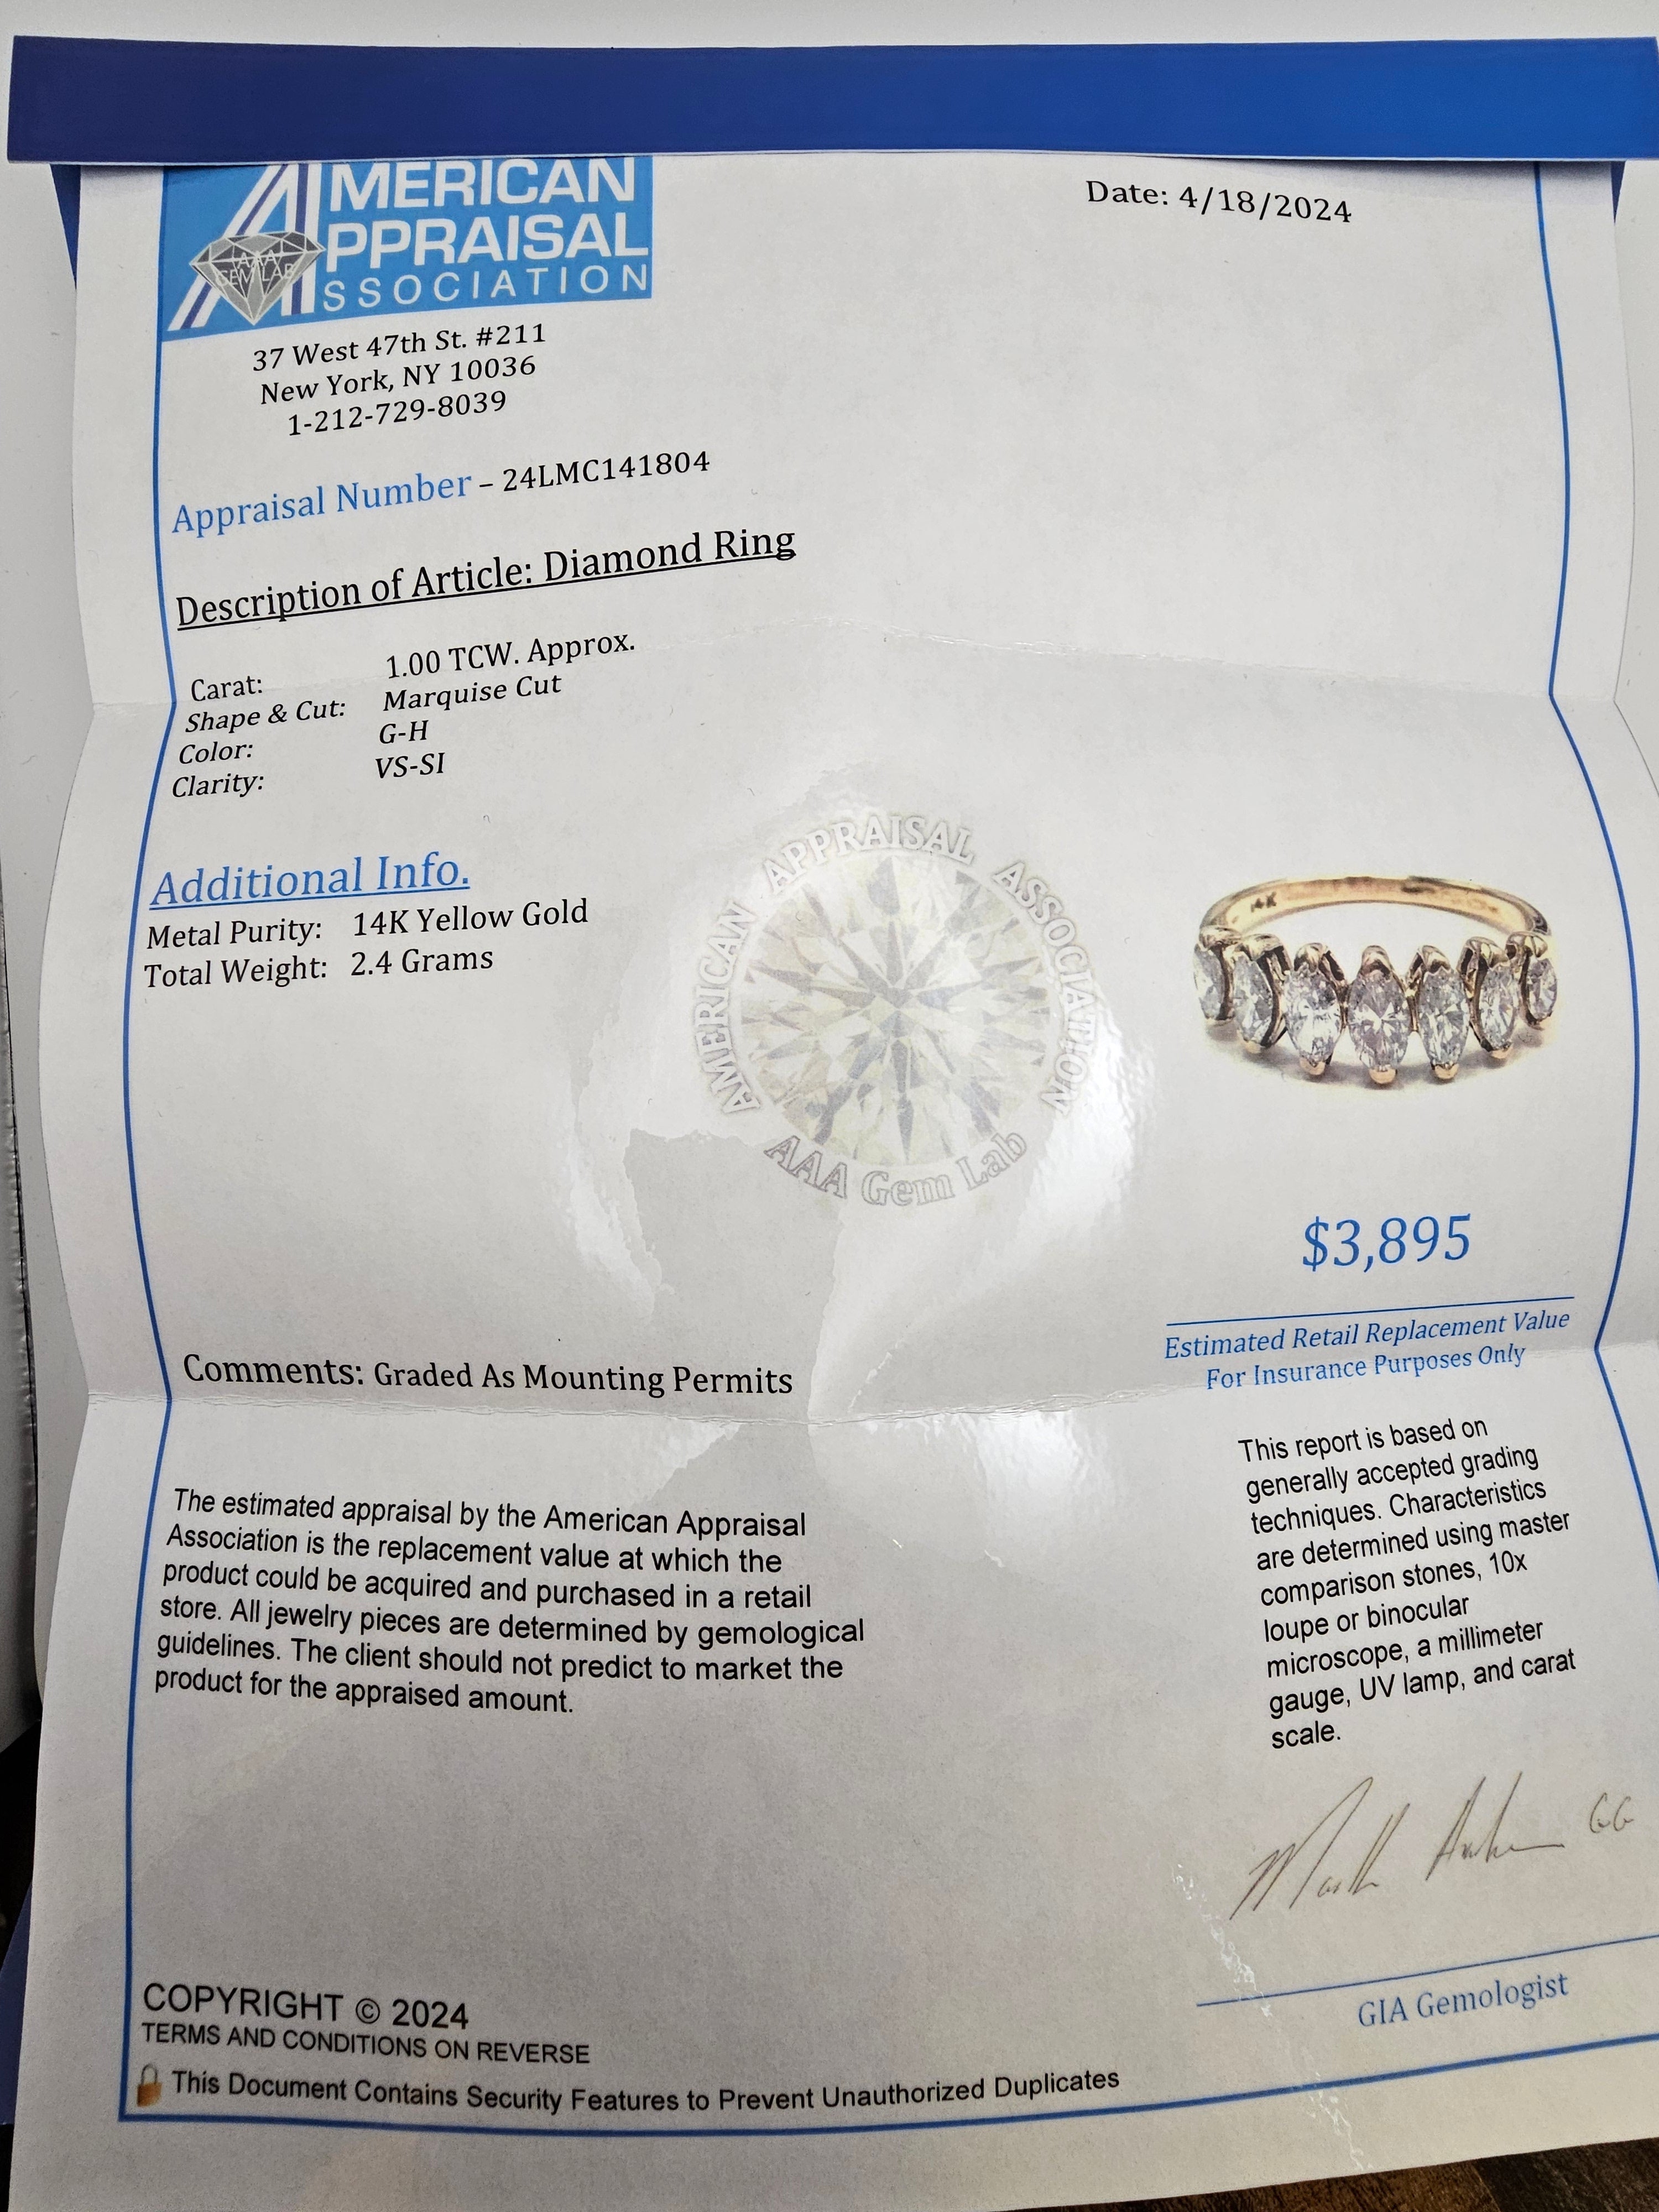 AMERICAN
APPRAISAL
ASSOCIATION
AAA
GEM LAB
Date: 4/18/2024
37 West 47th St. #211
New York, NY 10036
1-212-729-8039
Appraisal Number – 24LMC141804
Description of Article: Diamond Ring
Carat: 1.00 TCW. Approx.
Shape & Cut: Marquise Cut
Color: G-H
Clarity: VS-SI
Additional Info.
Metal Purity: 14K Yellow Gold
Total Weight: 2.4 Grams
AMERICAN APPRAISAL ASSOCIATION
AAA Gem Lab
14K
$3,895
Estimated Retail Replacement Value
For Insurance Purposes Only
Comments: Graded As Mounting Permits
The estimated appraisal by the American Appraisal
Association is the replacement value at which the
product could be acquired and purchased in a retail
store. All jewelry pieces are determined by gemological
guidelines. The client should not predict to market the
product for the appraised amount.
This report is based on
generally accepted grading
techniques. Characteristics
are determined using master
comparison stones, 10x
loupe or binocular
microscope, a millimeter
gauge, UV lamp, and carat
scale.
GG
GIA Gemologist
COPYRIGHT © 2024
TERMS AND CONDITIONS ON REVERSE
This Document Contains Security Features to Prevent Unauthorized Duplicates